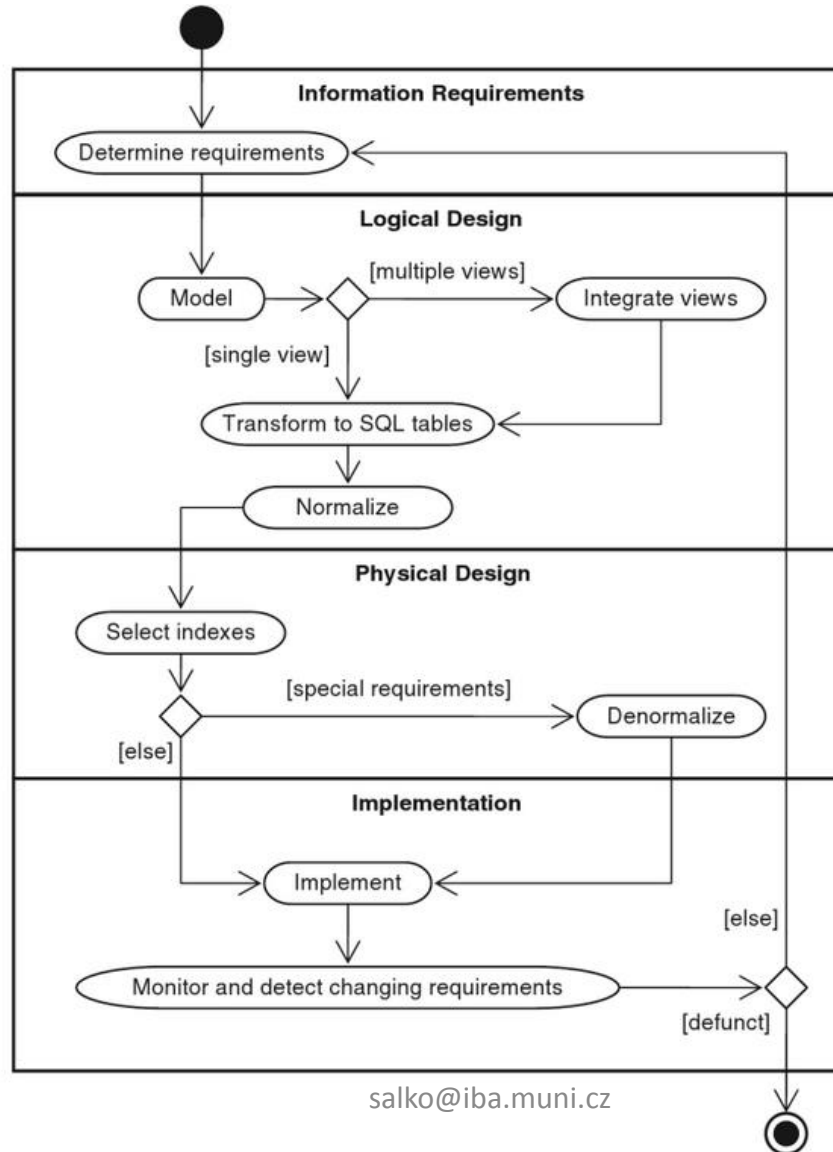 Information Requirements
Determine requirements
Logical Design
[multiple views]
Model
Integrate views
[single view]
Transform to SQL tables
Normalize
Physical Design
Select indexes
[special requirements]
Denormalize
[else]
Implementation
Implement
[else]
Monitor and detect changing requirements
[defunct]
salko@iba.muni.cz